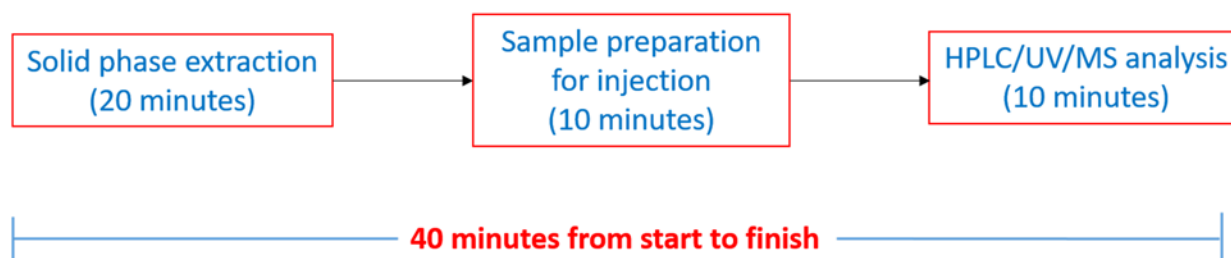 Solid phase extraction
(20 minutes)
Sample preparation
for injection
(10 minutes)
HPLC/UV/MS analysis
(10 minutes)
40 minutes from start to finish